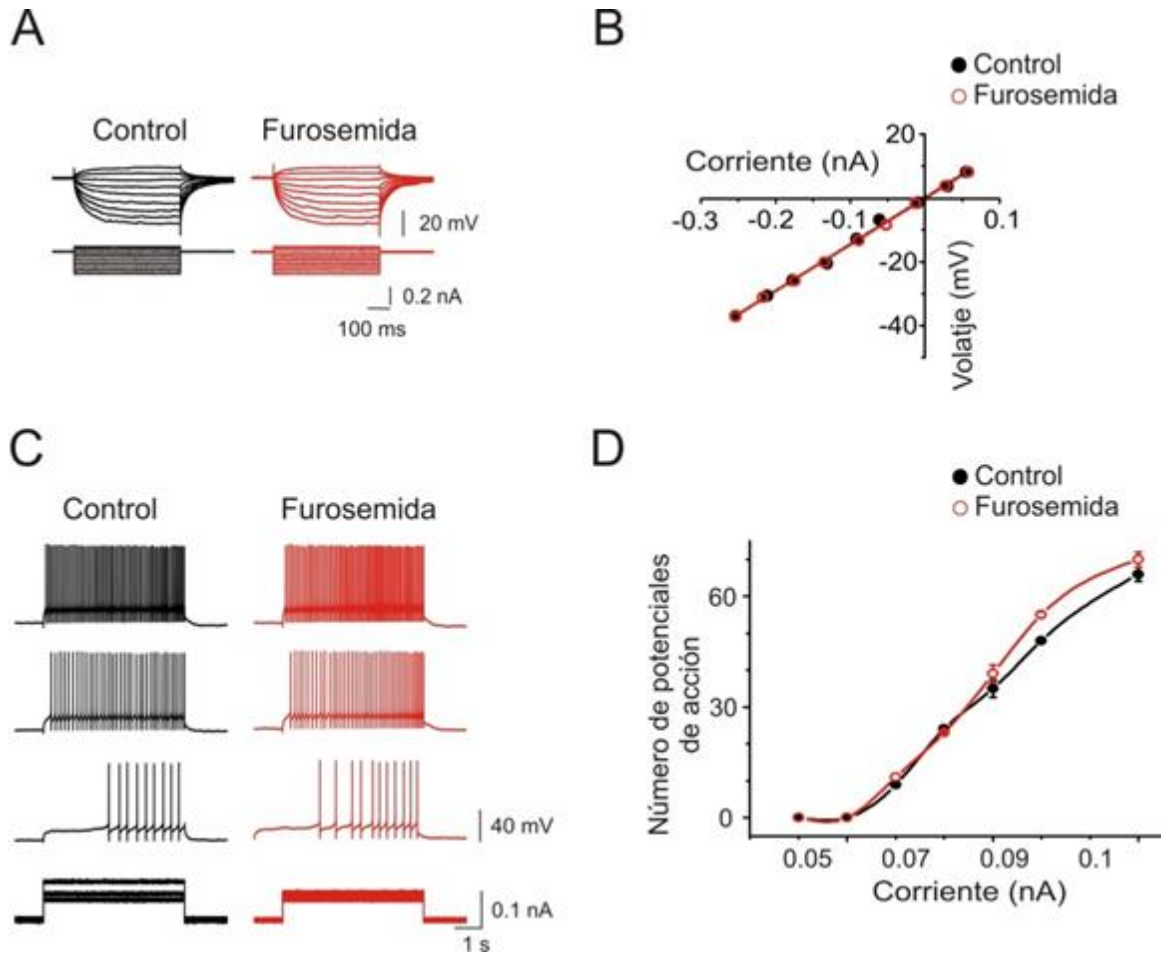 A
Control
Furosemida
20 mV
0.2 nA
100 ms
B
Control
Furosemida
20
Corriente (nA)
-0.3
-0.2
-0.1
0
0.1
-20
-40
Volatje (mV)
C
Control
Furosemida
40 mV
0.1 nA
1 s
D
Control
Furosemida
Número de potenciales
de acción
60
30
0
0.05
0.07
0.09
0.1
Corriente (nA)